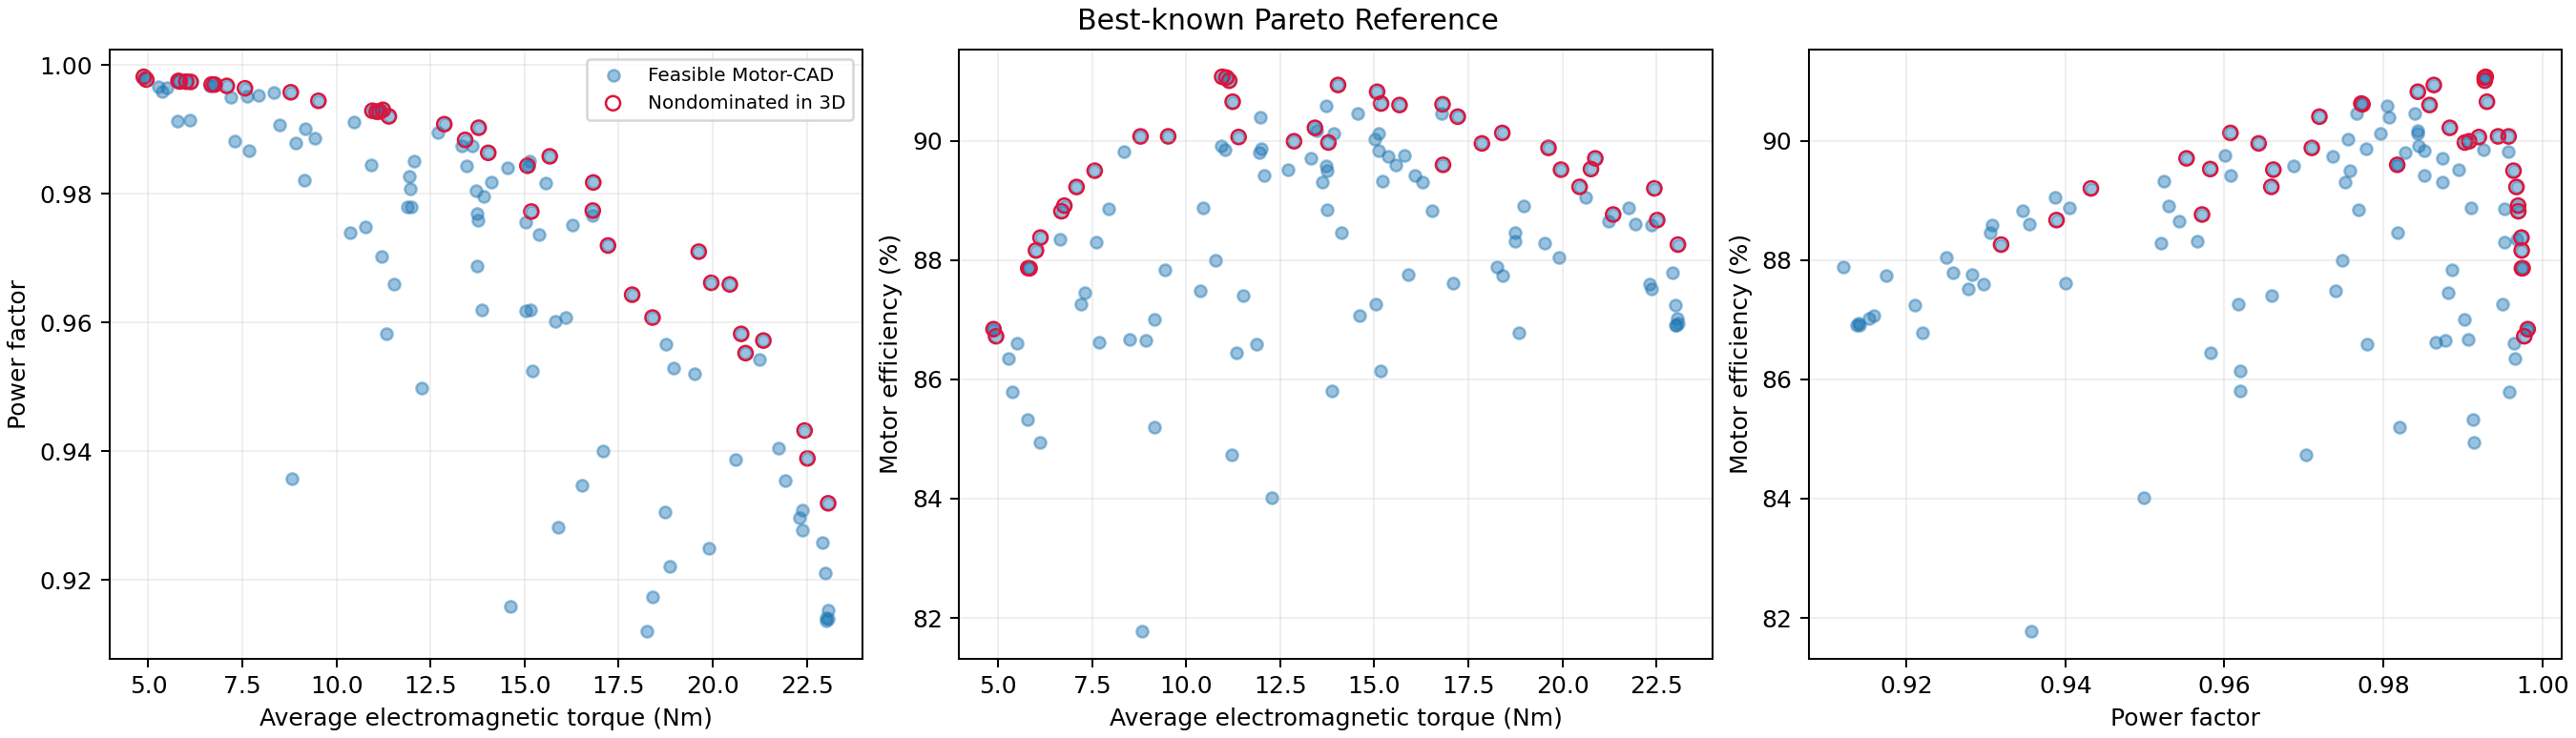 Best-known Pareto Reference
Feasible Motor-CAD
Nondominated in 3D
Power factor
1.00
0.98
0.96
0.94
0.92
5.0 7.5 10.0 12.5 15.0 17.5 20.0 22.5
Average electromagnetic torque (Nm)
Motor efficiency (%)
90
88
86
84
82
5.0 7.5 10.0 12.5 15.0 17.5 20.0 22.5
Average electromagnetic torque (Nm)
Motor efficiency (%)
90
88
86
84
82
0.92 0.94 0.96 0.98 1.00
Power factor